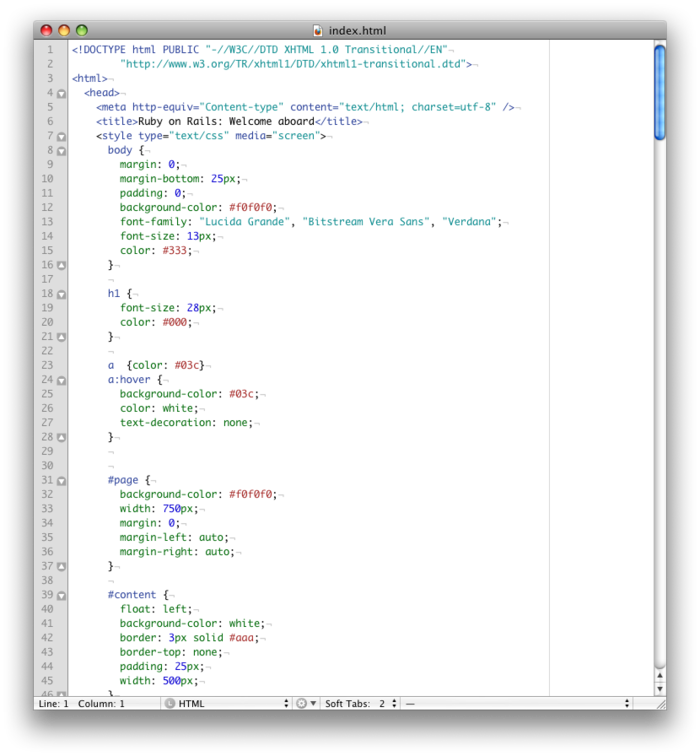 index.html
1 <!DOCTYPE html PUBLIC "-//W3C//DTD XHTML 1.0 Transitional//EN"¬
2 "http://www.w3.org/TR/xhtml1/DTD/xhtml1-transitional.dtd">¬
3 <html>¬
4 <head>¬
5 <meta http-equiv="Content-type" content="text/html; charset=utf-8" />¬
6 <title>Ruby on Rails: Welcome aboard</title>¬
7 <style type="text/css" media="screen">¬
8 body {¬
9 margin: 0;¬
10 margin-bottom: 25px;¬
11 padding: 0;¬
12 background-color: #f0f0f0;¬
13 font-family: "Lucida Grande", "Bitstream Vera Sans", "Verdana";¬
14 font-size: 13px;¬
15 color: #333;¬
16 }¬
17 ¬
18 h1 {¬
19 font-size: 28px;¬
20 color: #000;¬
21 }¬
22 ¬
23 a  {color: #03c}¬
24 a:hover {¬
25 background-color: #03c;¬
26 color: white;¬
27 text-decoration: none;¬
28 }¬
29 ¬
30 ¬
31 #page {¬
32 background-color: #f0f0f0;¬
33 width: 750px;¬
34 margin: 0;¬
35 margin-left: auto;¬
36 margin-right: auto;¬
37 }¬
38 ¬
39 #content {¬
40 float: left;¬
41 background-color: white;¬
42 border: 3px solid #aaa;¬
43 border-top: none;¬
44 padding: 25px;¬
45 width: 500px;¬
46 }¬
Line: 1 Column: 1 L HTML Soft Tabs: 2 —